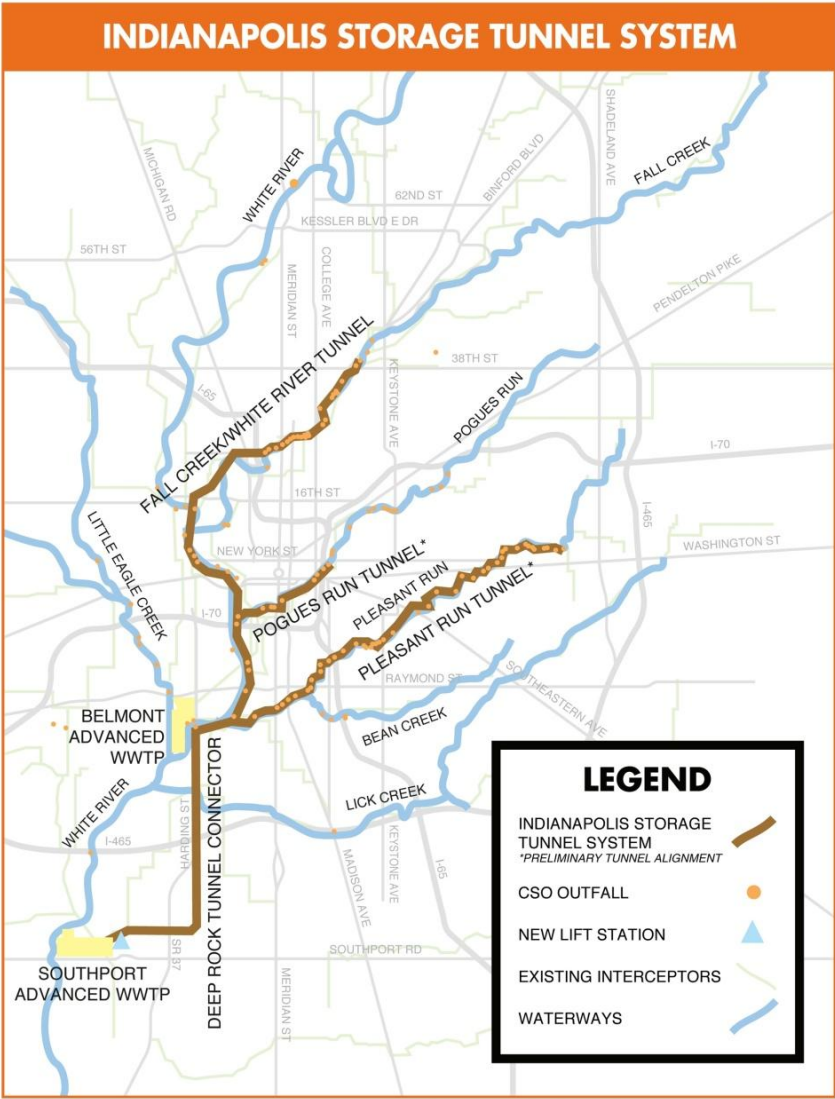 INDIANAPOLIS STORAGE TUNNEL SYSTEM
MICHIGAN RD
WHITE RIVER
SHADELAND AVE
BINFORD BLVD
FALL CREEK
62ND ST
KESSLER BLVD E DR
56TH ST
MERIDIAN ST
COLLEGE AVE
PENDELTON PIKE
FALL CREEK/WHITE RIVER TUNNEL
38TH ST
I-65
KEYSTONE AVE
POGUES RUN
I-70
16TH ST
I-465
LITTLE EAGLE CREEK
NEW YORK ST
WASHINGTON ST
POGUES RUN TUNNEL*
PLEASANT RUN
PLEASANT RUN TUNNEL*
I-70
RAYMOND ST
SOUTHEASTERN AVE
BEAN CREEK
BELMONT
ADVANCED
WWTP
WHITE RIVER
HARDING ST
DEEP ROCK TUNNEL CONNECTOR
LICK CREEK
I-465
MADISON AVE
KEYSTONE AVE
I-65
SR 37
SOUTHPORT RD
MERIDIAN ST
SOUTHPORT
ADVANCED WWTP
LEGEND
INDIANAPOLIS STORAGE
TUNNEL SYSTEM
*PRELIMINARY TUNNEL ALIGNMENT
CSO OUTFALL
NEW LIFT STATION
EXISTING INTERCEPTORS
WATERWAYS